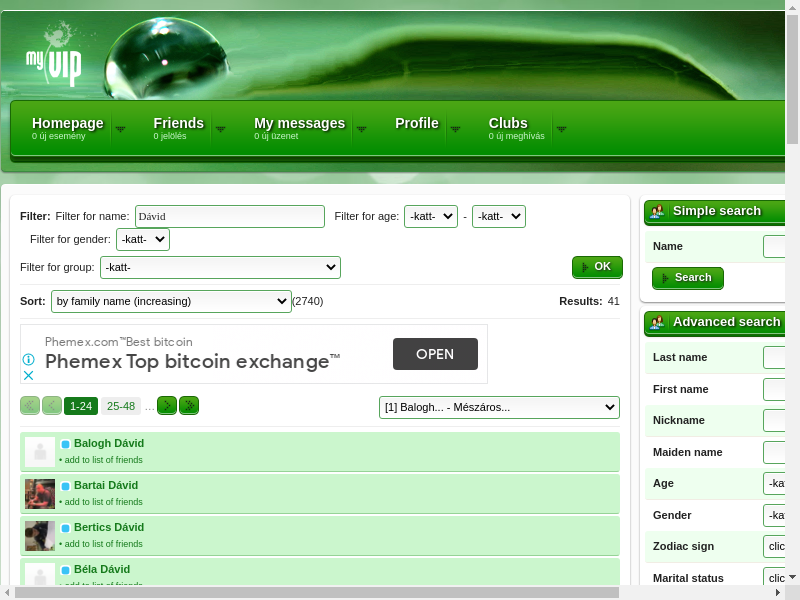 my VIP
Homepage Friends My messages Profile Clubs
0 új esemény 0 jelölés 0 új üzenet 0 új meghívás
Filter: Filter for name: Dávid Filter for age: -katt- - -katt-
Filter for gender: -katt-
Filter for group: -katt- OK
Sort: by family name (increasing) (2740) Results: 41
Phemex.com™Best bitcoin
Phemex Top bitcoin exchange™
OPEN
1-24 25-48 ... [1] Balogh... - Mészáros...
Balogh Dávid
• add to list of friends
Bartai Dávid
• add to list of friends
Bertics Dávid
• add to list of friends
Béla Dávid
• add to list of friends
Simple search
Name
Search
Advanced search
Last name
First name
Nickname
Maiden name
Age -ka
Gender -ka
Zodiac sign clic
Marital status clic